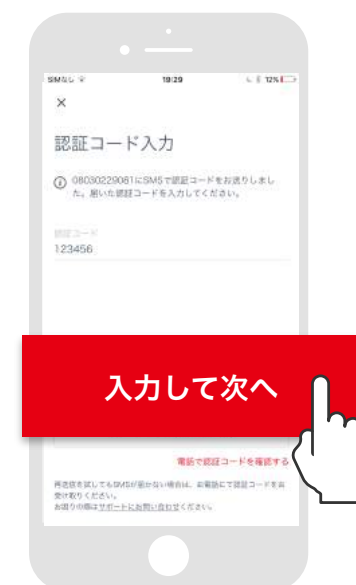 SIMなし 19:29 12%
×
認証コード入力
08030229081にSMSで認証コードをお送りしまし
た。届いた認証コードを入力してください。
認証コード
123456
入力して次へ
電話で認証コードを確認する
再送信を試してもSMSが届かない場合は、お電話にて認証コードをお
受け取りください。
お困りの際はサポートにお問い合わせください。